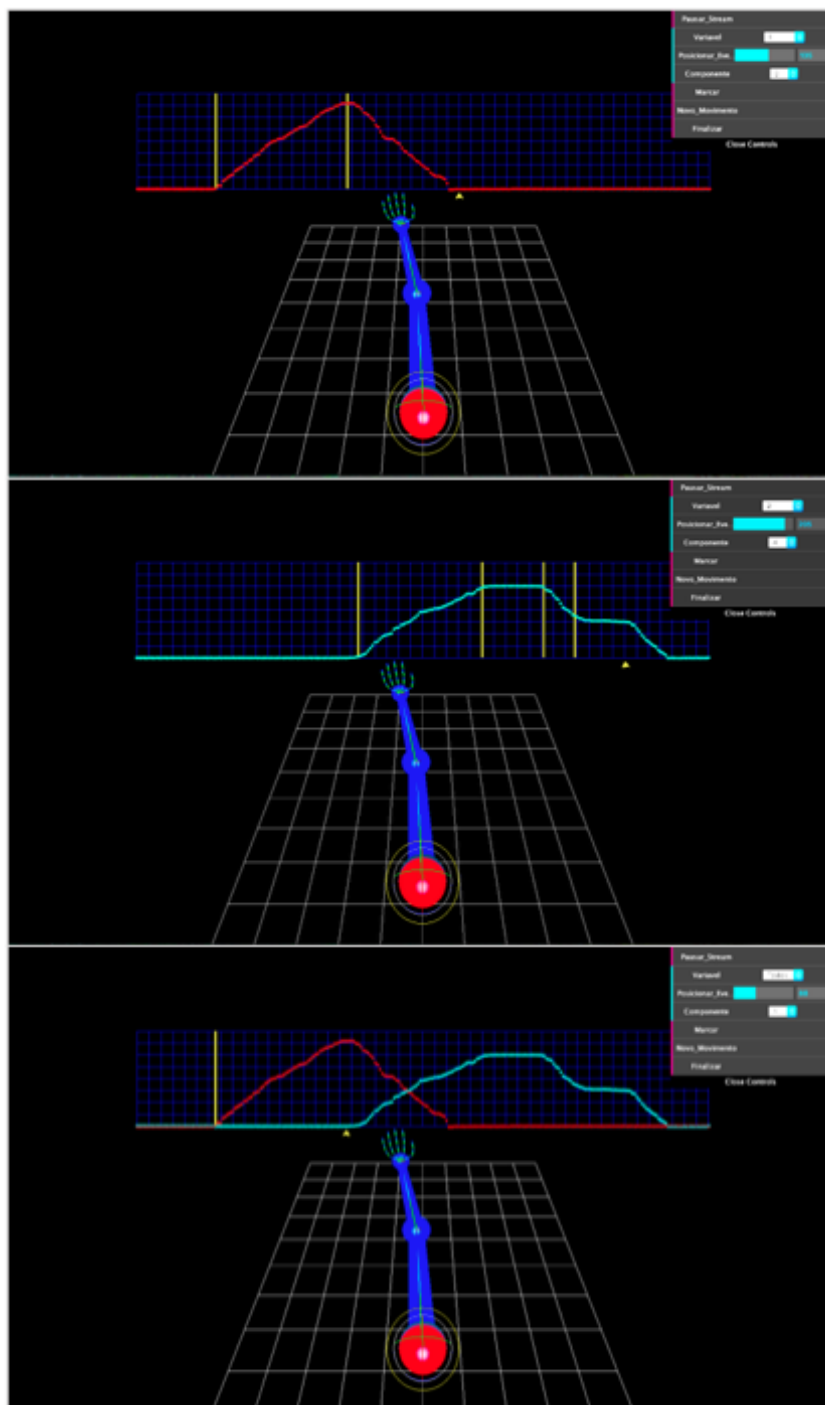 Pausar_Stream
Variavel
Posicionar_Eve
Componente
Marcar
Novo_Movimento
Finalizar
Close Controls
Pausar_Stream
Variavel 2
Posicionar_Eve
Componente
Marcar
Novo_Movimento
Finalizar
Close Controls
Pausar_Stream
Variavel
Posicionar_Eve
Componente
Marcar
Novo_Movimento
Finalizar
Close Controls